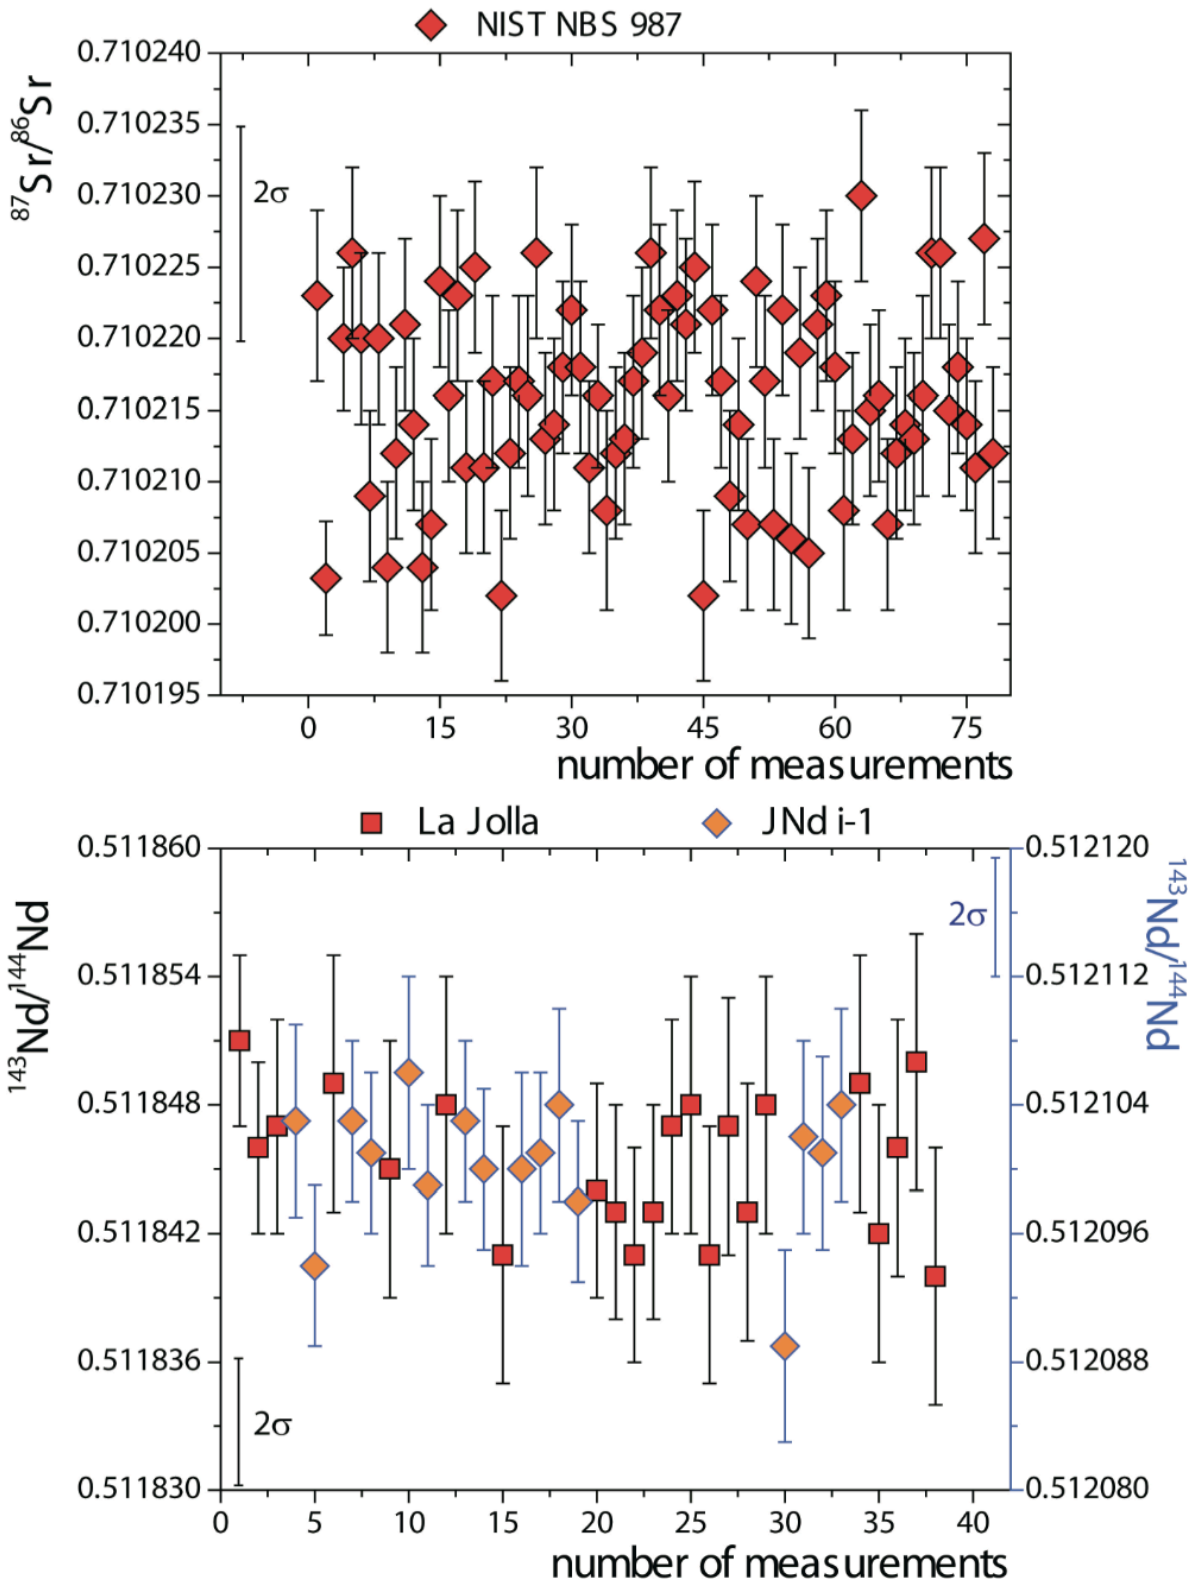 NIST NBS 987
87Sr/86Sr
0.710240
0.710235
0.710230
0.710225
0.710220
0.710215
0.710210
0.710205
0.710200
0.710195
2σ
0 15 30 45 60 75
number of measurements
La Jolla JNd i-1
143Nd/144Nd
0.511860
0.511854
0.511848
0.511842
0.511836
0.511830
2σ
2σ
0.512120
0.512112
0.512104
0.512096
0.512088
0.512080
143Nd/144Nd
0 5 10 15 20 25 30 35 40
number of measurements